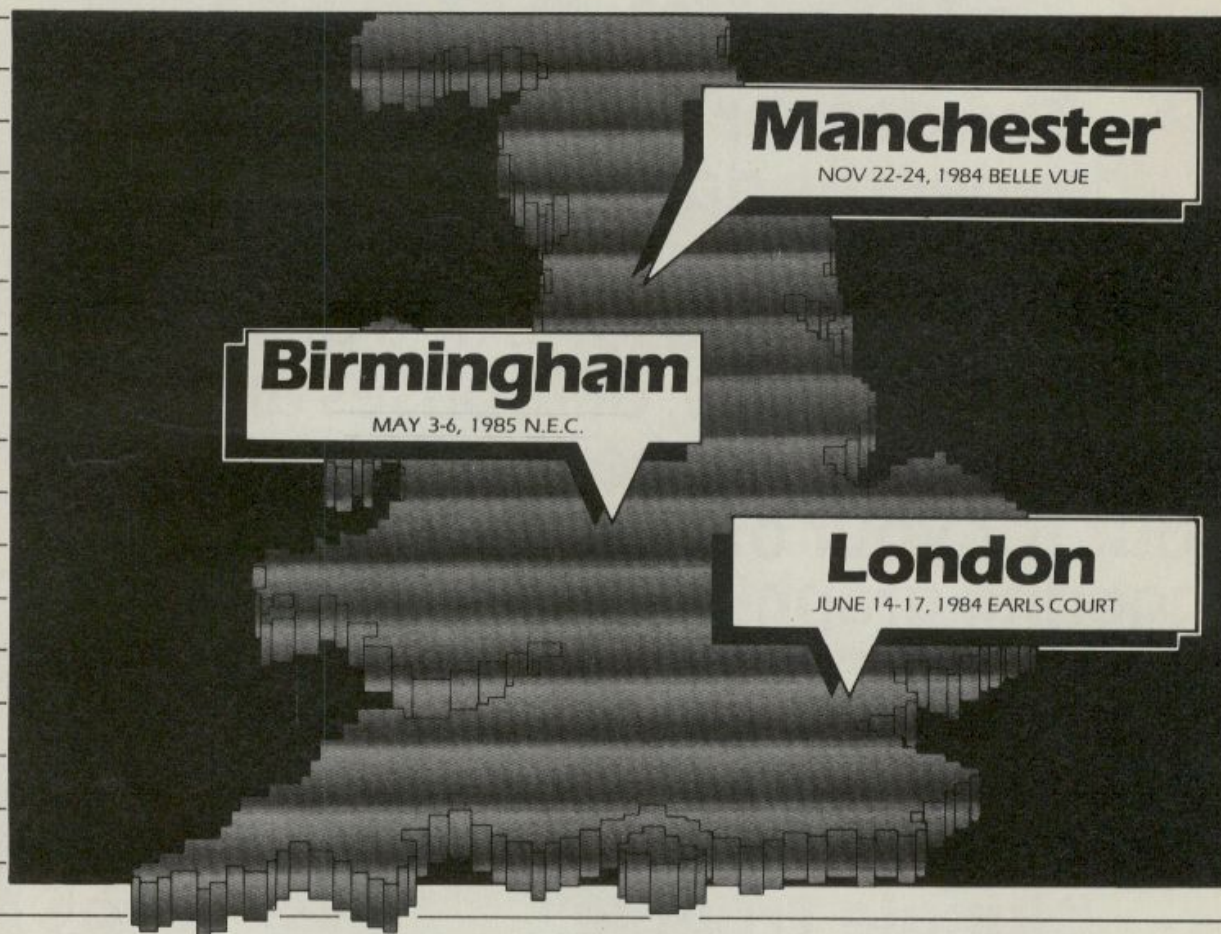 Manchester
NOV 22-24, 1984 BELLE VUE
Birmingham
MAY 3-6, 1985 N.E.C.
London
JUNE 14-17, 1984 EARLS COURT